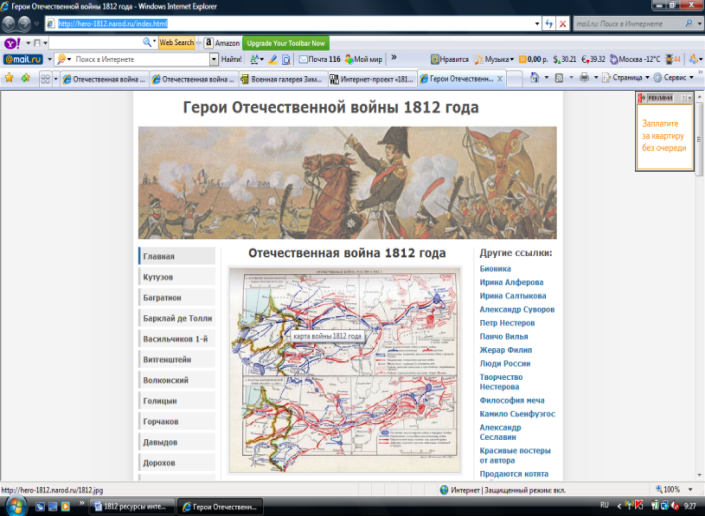 Герои Отечественной войны 1812 года - Windows Internet Explorer
http://hero-1812.narod.ru/index.html
mail.ru: Поиск в Интернете
Web Search
Amazon
Upgrade Your Toolbar Now
@mail.ru
Поиск в Интернете
Найти!
Почта 116
Мой мир
Нравится
Музыка
0,00 р.
30.21
39.32
Москва -12°C
44
Отечественная война ...
Отечественная война ...
Военная галерея Зим...
Интернет-проект «181...
Герои Отечественн...
Страница
Сервис
Герои Отечественной войны 1812 года
РЕКЛАМА
Заплатите
за квартиру
без очереди
Главная
Кутузов
Багратион
Барклай де Толли
Васильчиков 1-й
Витгенштейн
Волконский
Голицын
Горчаков
Давыдов
Дорохов
Отечественная война 1812 года
карта войны 1812 года
Другие ссылки:
Бионика
Ирина Алферова
Ирина Салтыкова
Александр Суворов
Петр Нестеров
Панчо Вилья
Жерар Филип
Люди России
Творчество
Нестерова
Философия меча
Камило Сьенфуэгос
Александр
Сеславин
Красивые постеры
от автора
Продаются котята
http://hero-1812.narod.ru/1812.jpg
Интернет | Защищенный режим: вкл.
100%
1812 ресурсы инте...
Герои Отечественн...
RU
9:27